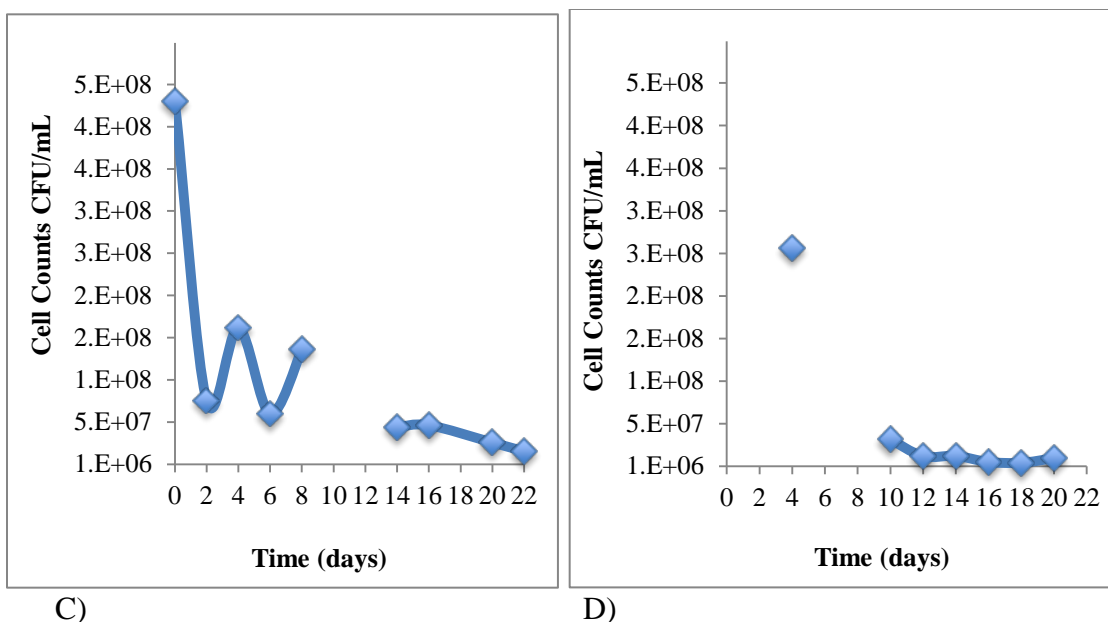 Cell Counts CFU/mL
5.E+08
4.E+08
4.E+08
3.E+08
3.E+08
2.E+08
2.E+08
1.E+08
5.E+07
1.E+06
0 2 4 6 8 10 12 14 16 18 20 22
Time (days)
C)
Cell Counts CFU/mL
5.E+08
4.E+08
4.E+08
3.E+08
3.E+08
2.E+08
2.E+08
1.E+08
5.E+07
1.E+06
0 2 4 6 8 10 12 14 16 18 20 22
Time (days)
D)